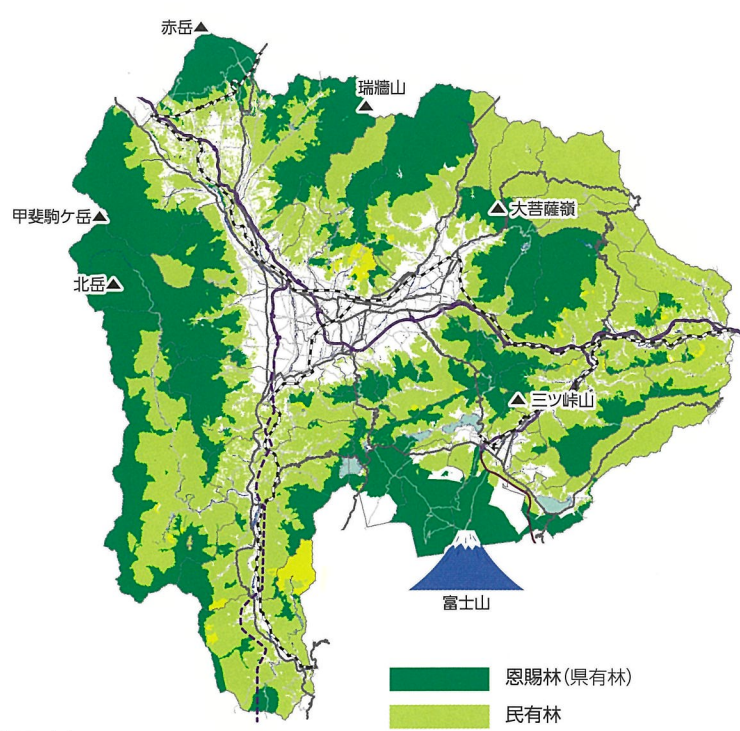 赤岳▲
瑞牆山
▲
甲斐駒ケ岳▲
▲大菩薩嶺
北岳▲
▲三ツ峠山
富士山
恩賜林(県有林)
民有林